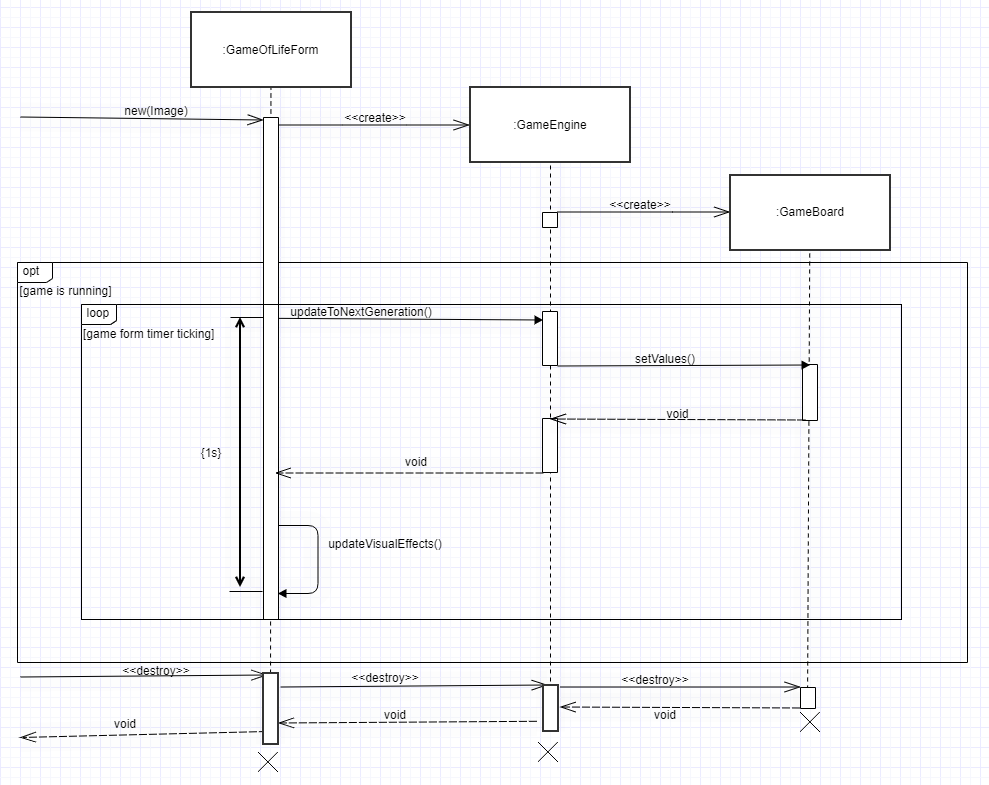 :GameOfLifeForm
new(Image)
<<create>>
:GameEngine
<<create>>
:GameBoard
opt
[game is running]
loop
[game form timer ticking]
updateToNextGeneration()
setValues()
void
{1s}
void
updateVisualEffects()
<<destroy>>
<<destroy>>
<<destroy>>
void
void
void